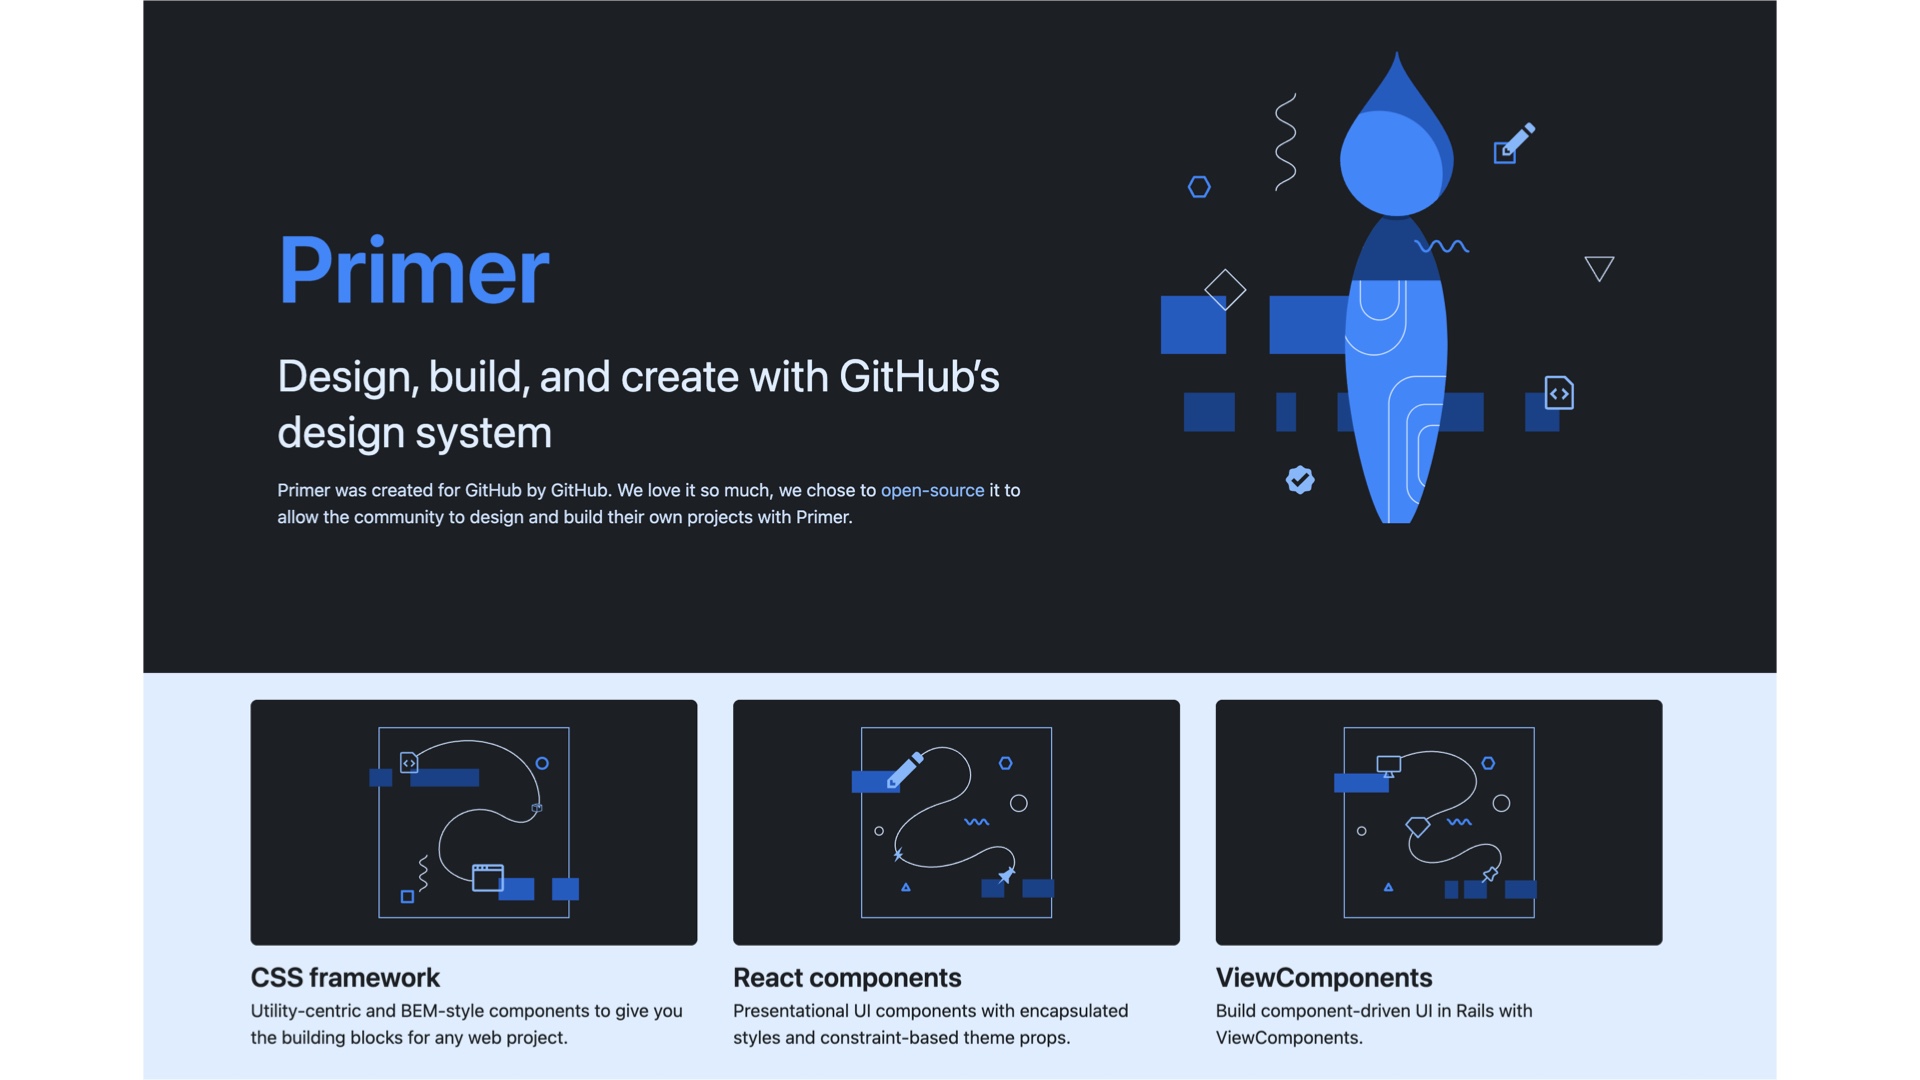 Primer
Design, build, and create with GitHub’s
design system
Primer was created for GitHub by GitHub. We love it so much, we chose to open-source it to
allow the community to design and build their own projects with Primer.
CSS framework
Utility-centric and BEM-style components to give you
the building blocks for any web project.
React components
Presentational UI components with encapsulated
styles and constraint-based theme props.
ViewComponents
Build component-driven UI in Rails with
ViewComponents.